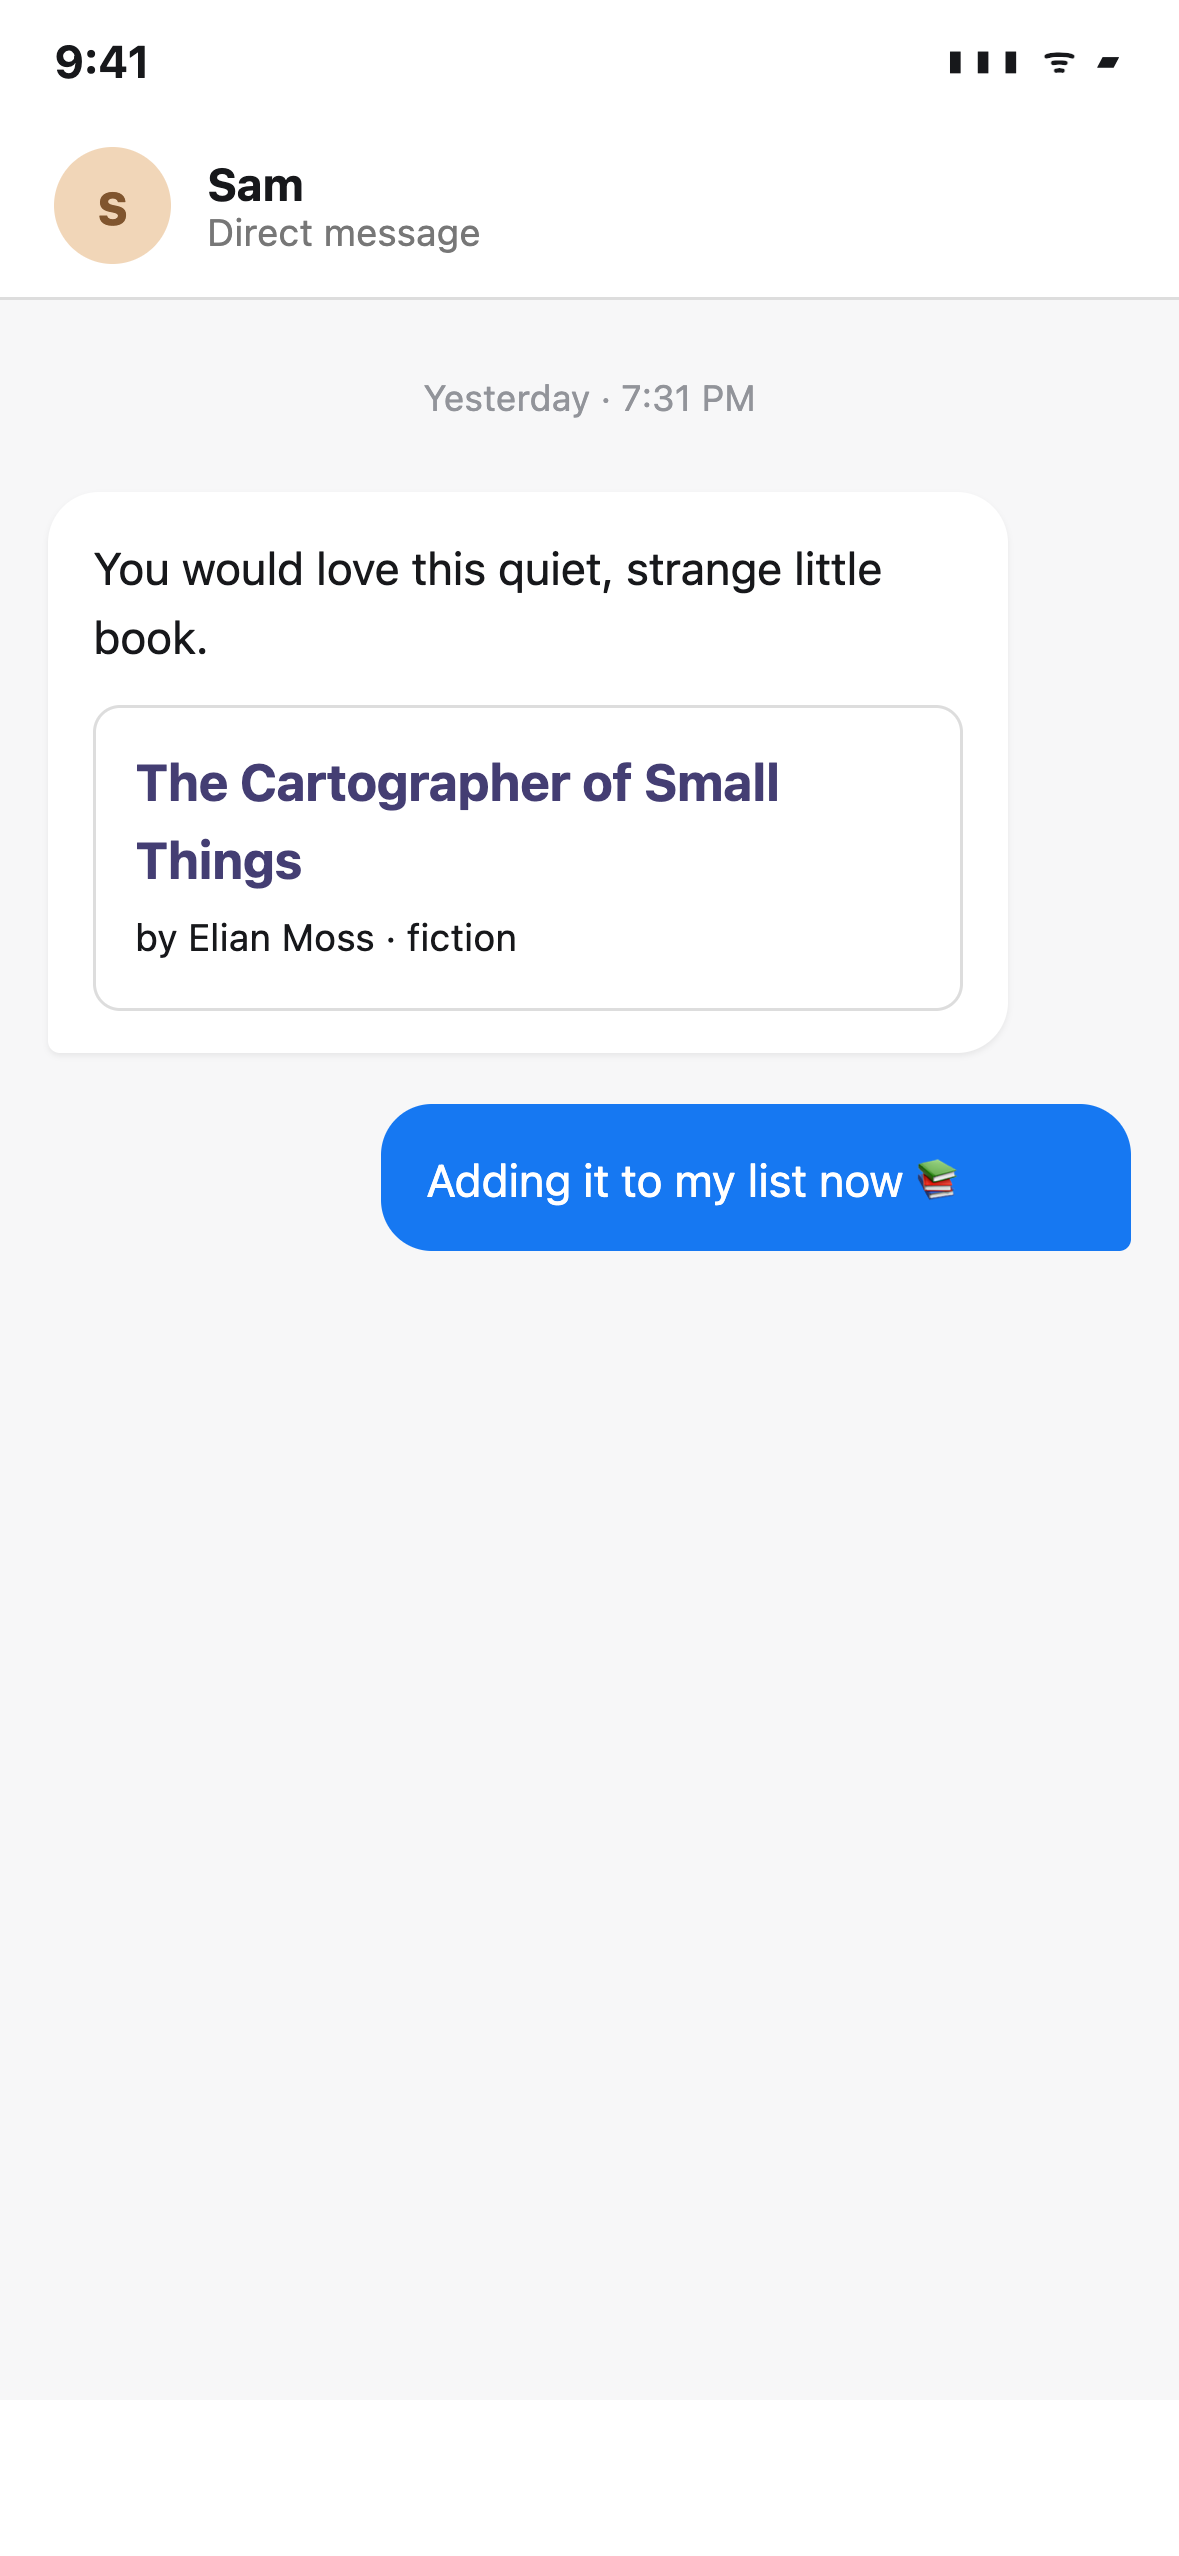 9:41
S
Sam
Direct message
Yesterday · 7:31 PM
You would love this quiet, strange little
book.
The Cartographer of Small
Things
by Elian Moss · fiction
Adding it to my list now 📚